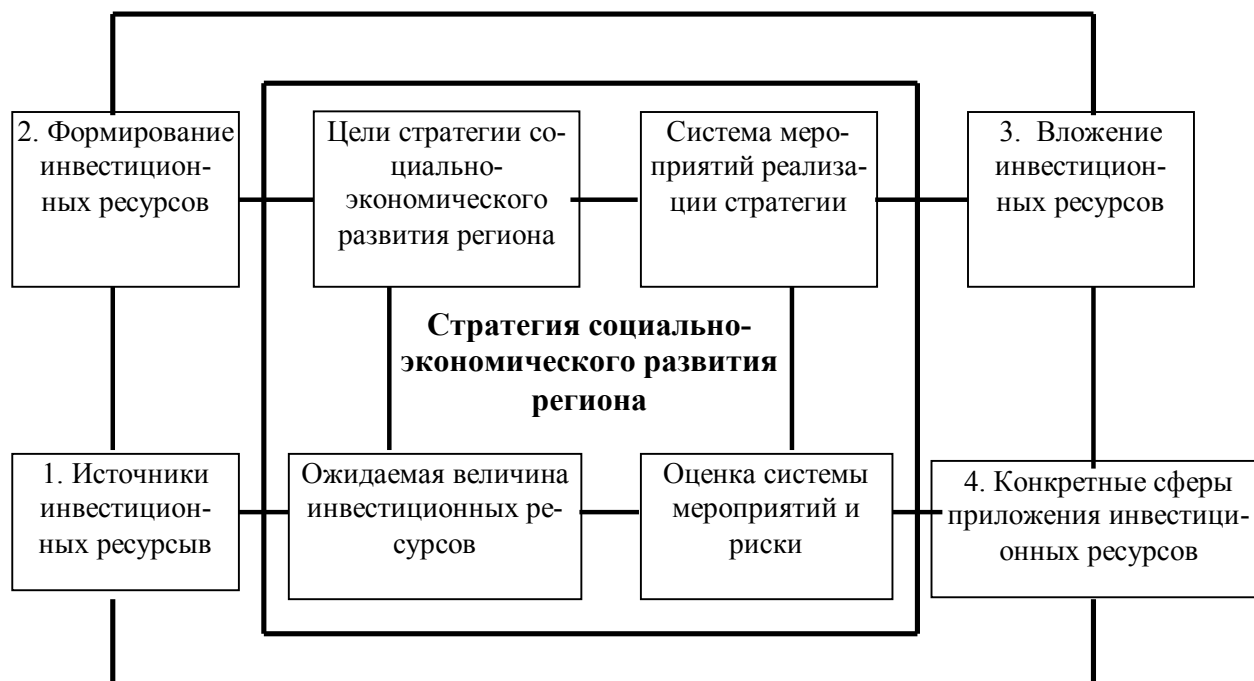 2. Формирование
инвестицион-
ных ресурсов
Цели стратегии со-
циально-
экономического
развития региона
Система меро-
приятий реализа-
ции стратегии
3. Вложение
инвестицион-
ных ресурсов
Стратегия социально-
экономического развития
региона
1. Источники
инвестицион-
ных ресурсыв
Ожидаемая величина
инвестиционных ре-
сурсов
Оценка системы
мероприятий и
риски
4. Конкретные сферы
приложения инвестици-
онных ресурсов